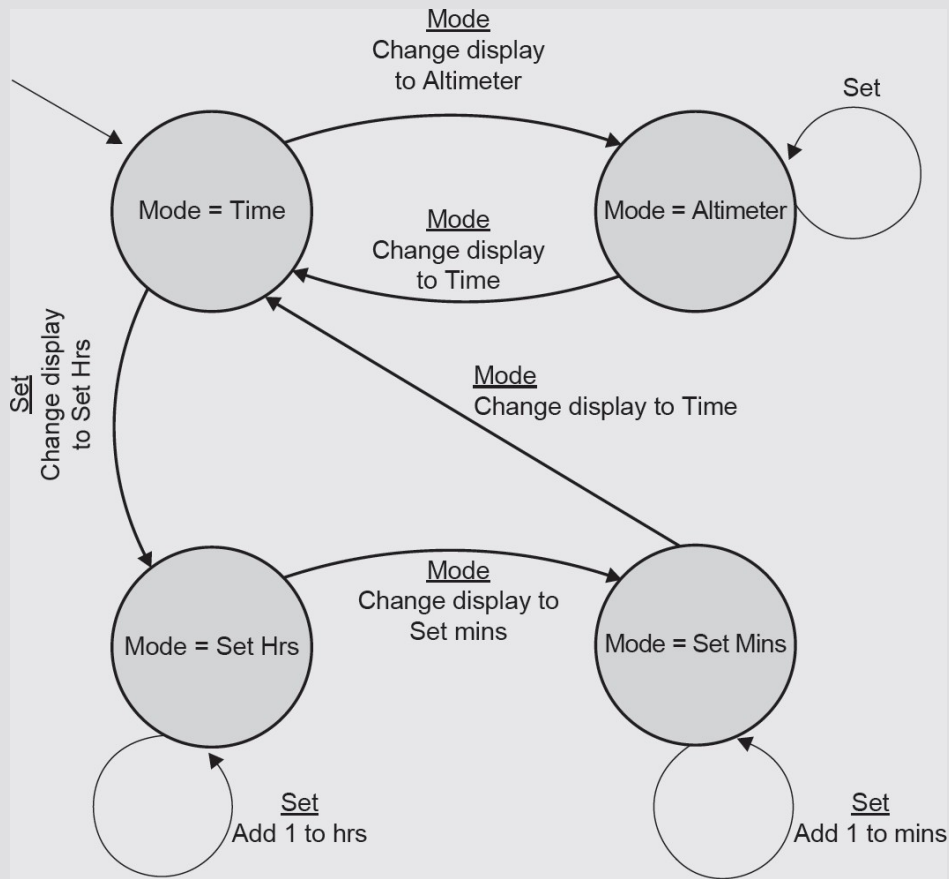 Mode
Change display
to Altimeter
Set
Mode = Time
Mode = Altimeter
Mode
Change display
to Time
Set
Change display
to Set Hrs
Mode
Change display to Time
Mode
Change display to
Set mins
Mode = Set Hrs
Mode = Set Mins
Set
Add 1 to hrs
Set
Add 1 to mins